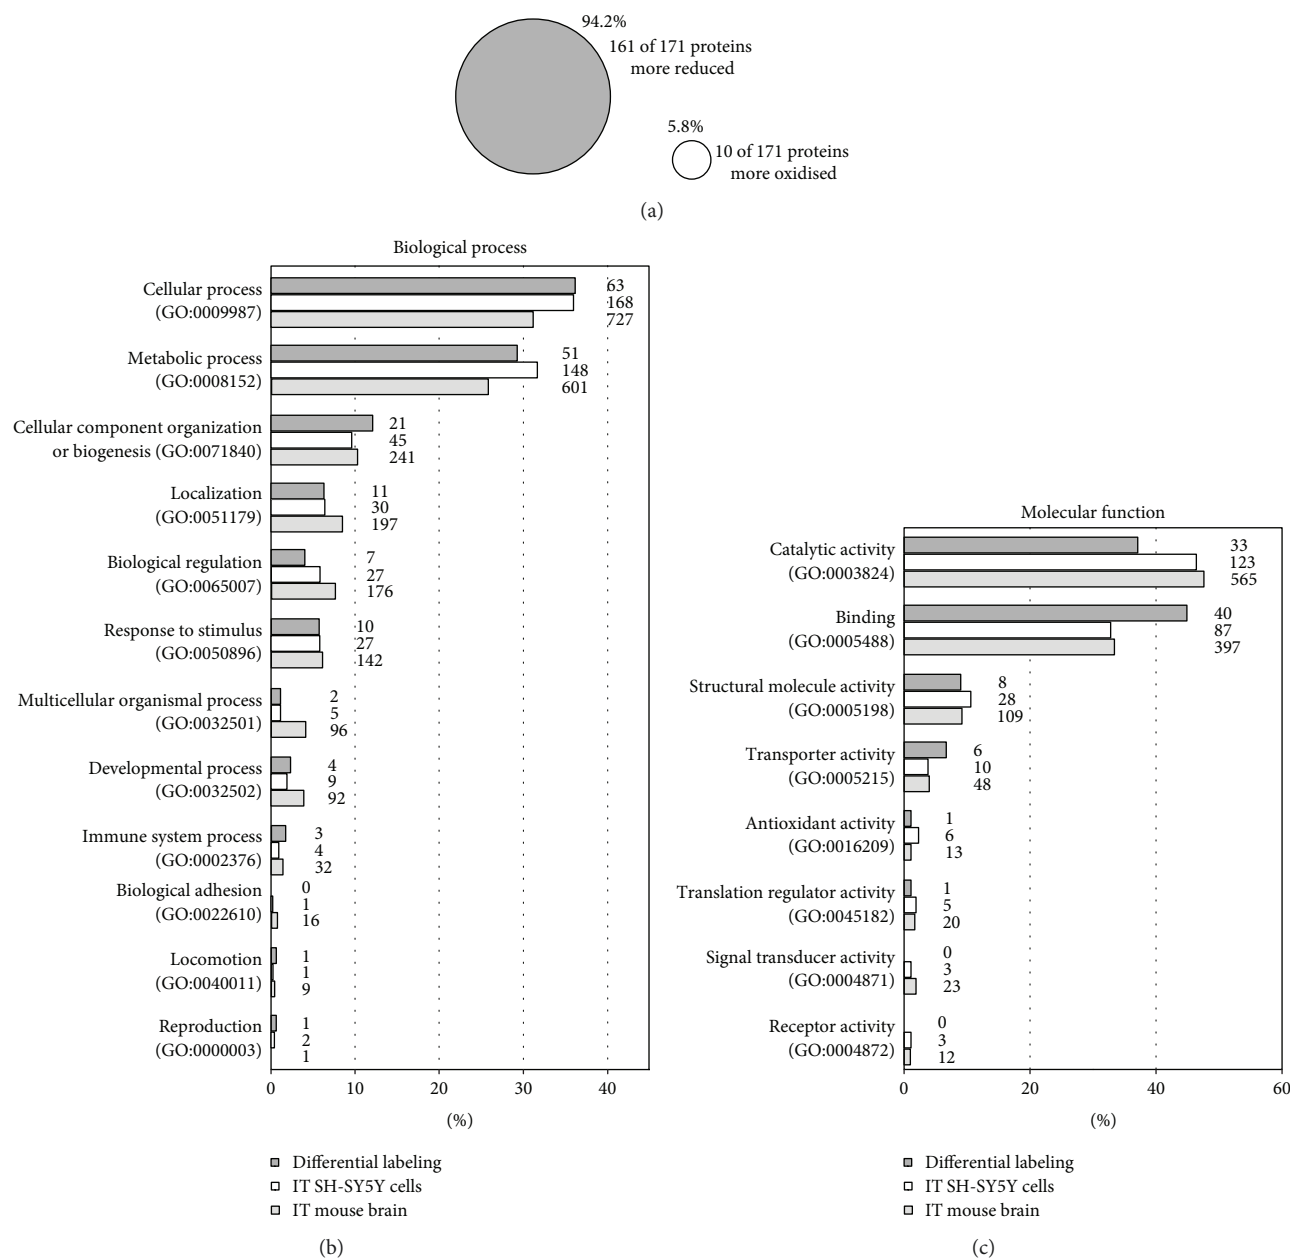 94.2%
161 of 171 proteins
more reduced
5.8%
10 of 171 proteins
more oxidised
(a)
Biological process
Cellular process
(GO:0009987)
63
168
727
Metabolic process
(GO:0008152)
51
148
601
Cellular component organization
or biogenesis (GO:0071840)
21
45
241
Localization
(GO:0051179)
11
30
197
Biological regulation
(GO:0065007)
7
27
176
Response to stimulus
(GO:0050896)
10
27
142
Multicellular organismal process
(GO:0032501)
2
5
96
Developmental process
(GO:0032502)
4
9
92
Immune system process
(GO:0002376)
3
4
32
Biological adhesion
(GO:0022610)
0
1
16
Locomotion
(GO:0040011)
1
1
9
Reproduction
(GO:0000003)
1
2
1
0 10 20 30 40
(%)
Differential labeling
IT SH-SY5Y cells
IT mouse brain
(b)
Molecular function
Catalytic activity
(GO:0003824)
33
123
565
Binding
(GO:0005488)
40
87
397
Structural molecule activity
(GO:0005198)
8
28
109
Transporter activity
(GO:0005215)
6
10
48
Antioxidant activity
(GO:0016209)
1
6
13
Translation regulator activity
(GO:0045182)
1
5
20
Signal transducer activity
(GO:0004871)
0
3
23
Receptor activity
(GO:0004872)
0
3
12
0 20 40 60
(%)
Differential labeling
IT SH-SY5Y cells
IT mouse brain
(c)